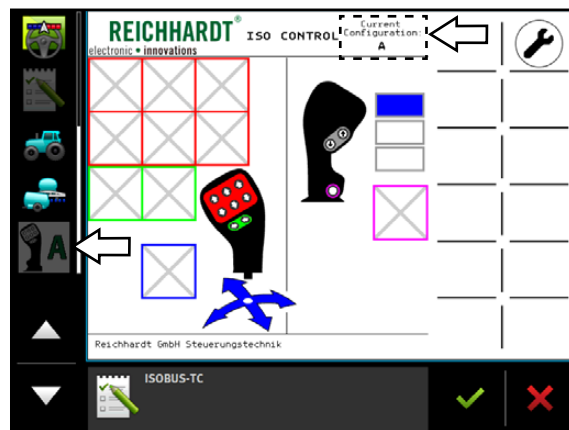 REICHHARDT®
electronic • innovations
ISO CONTROL
Current
Configuration:
A
A
Reichhardt GmbH Steuerungstechnik
ISOBUS-TC